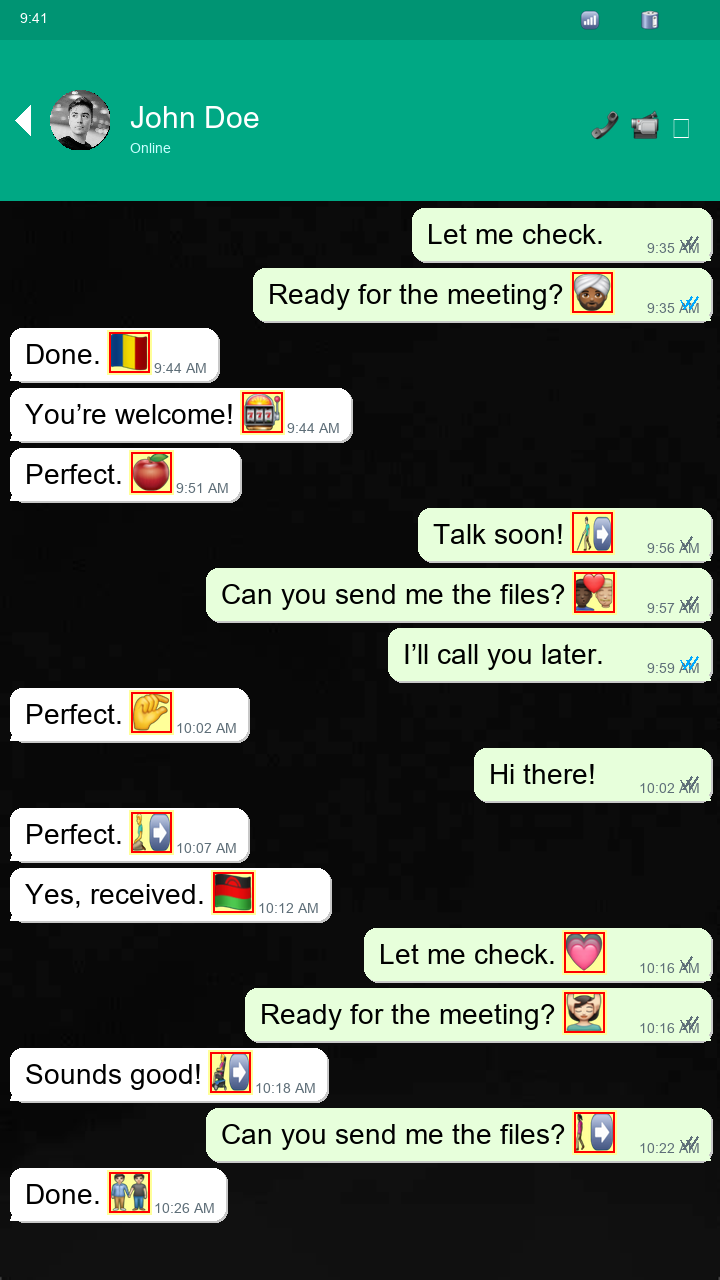 9:41
John Doe
Online
Let me check.
9:35 AM
Ready for the meeting? 👳🏾
9:35 AM
Done. 🇷🇴
9:44 AM
You’re welcome! 🎰
9:44 AM
Perfect. 🍎
9:51 AM
Talk soon! 👨‍🦯‍➡️
9:56 AM
Can you send me the files? 👨🏿‍❤️‍👨🏼
9:57 AM
I’ll call you later.
9:59 AM
Perfect. 🤏
10:02 AM
Hi there!
10:02 AM
Perfect. 🧎‍♂️‍➡️
10:07 AM
Yes, received. 🇲🇼
10:12 AM
Let me check. 💗
10:16 AM
Ready for the meeting? 💆🏻
10:16 AM
Sounds good! 👩‍🦽‍➡️
10:18 AM
Can you send me the files? 🚶‍♀️‍➡️
10:22 AM
Done. 👬
10:26 AM